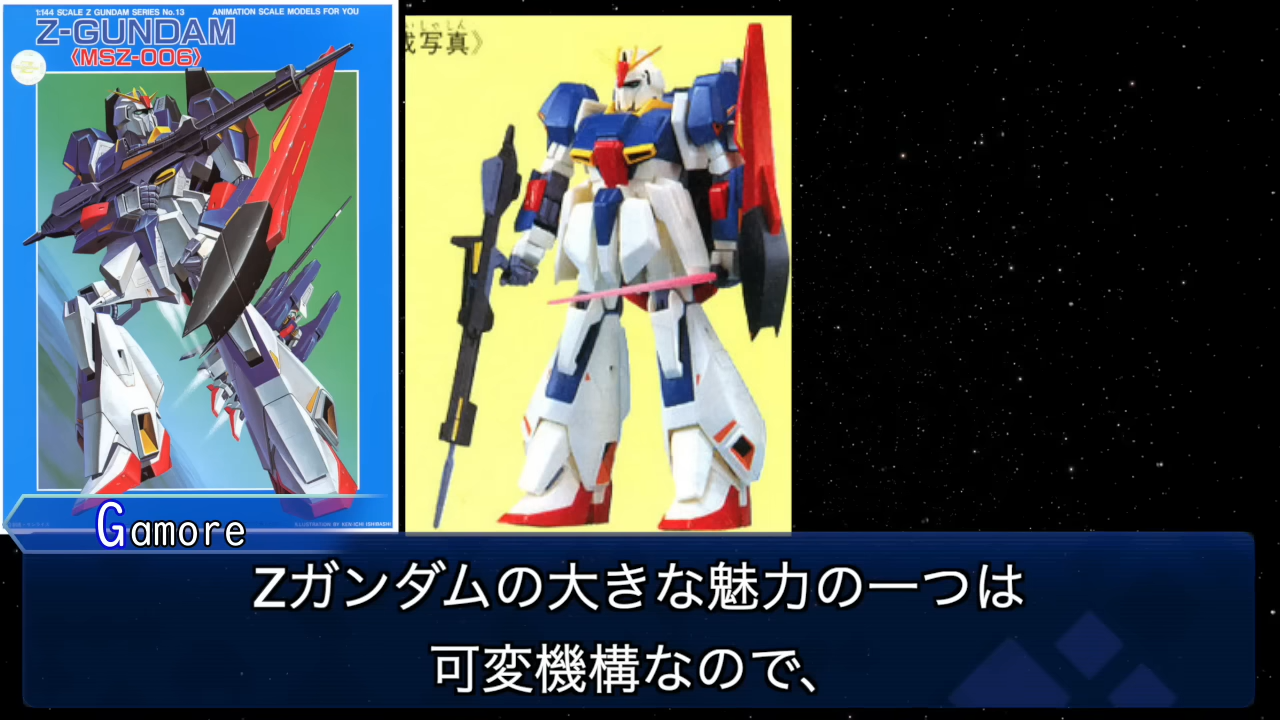 1:144 SCALE Z GUNDAM SERIES No.13 ANIMATION SCALE MODELS FOR YOU
Z-GUNDAM
《MSZ-006》
写真》
ILLUSTRATION BY KEN-ICHI ISHIBASHI
Gamore
Zガンダムの大きな魅力の一つは
可変機構なので、